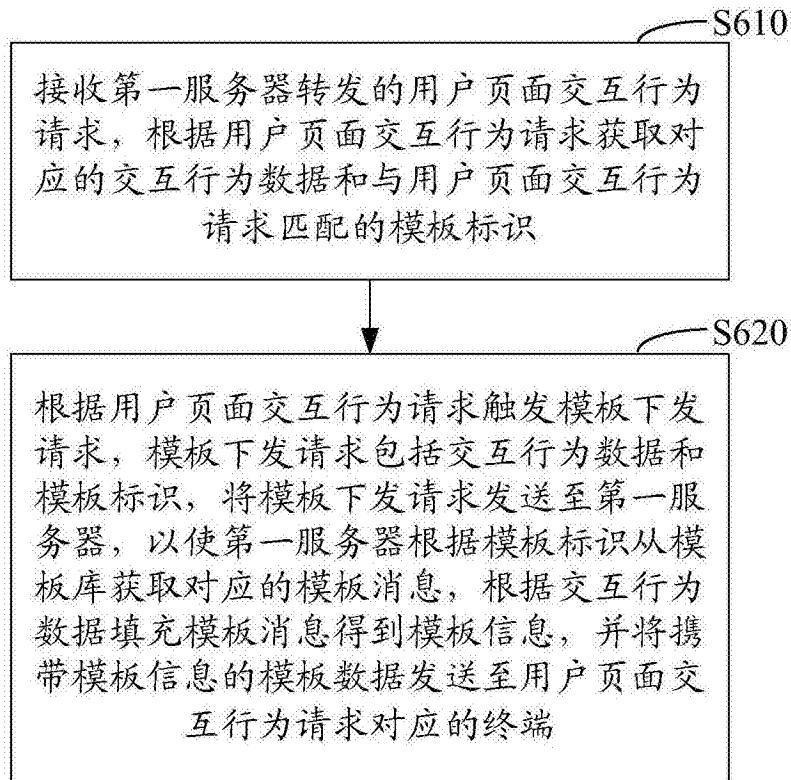 S610
接收第一服务器转发的用户页面交互行为
请求，根据用户页面交互行为请求获取对
应的交互行为数据和与用户页面交互行为
请求匹配的模板标识
S620
根据用户页面交互行为请求触发模板下发
请求，模板下发请求包括交互行为数据和
模板标识，将模板下发请求发送至第一服
务器，以使第一服务器根据模板标识从模
板库获取对应的模板消息，根据交互行为
数据填充模板消息得到模板信息，并将携
带模板信息的模板数据发送至用户页面交
互行为请求对应的终端